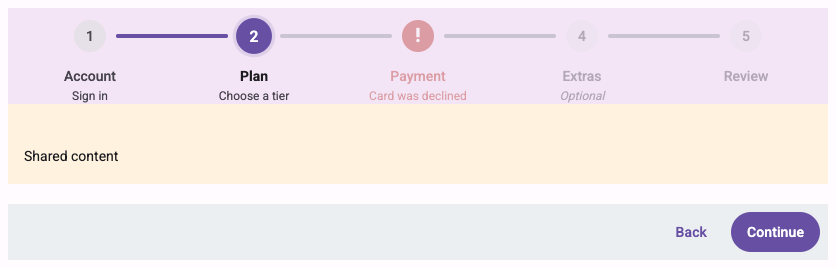 1 2 ! 4 5
Account Plan Payment Extras Review
Sign in Choose a tier Card was declined Optional
Shared content
Back Continue